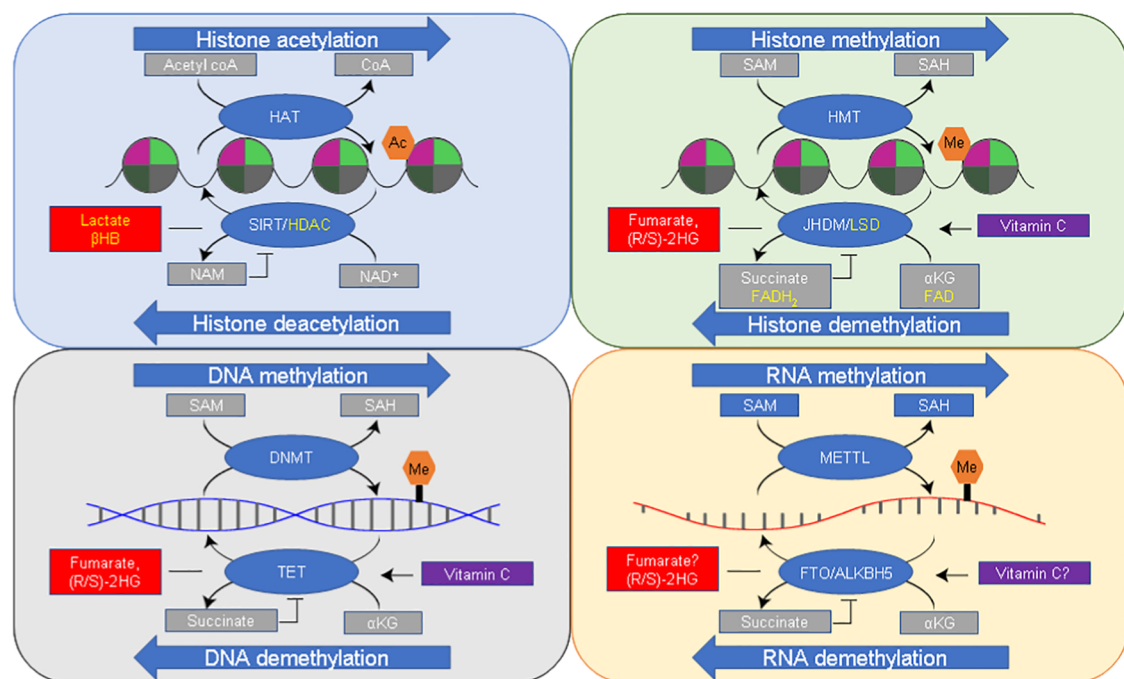 Histone acetylation
Acetyl coA
CoA
HAT
Ac
Lactate
βHB
SIRT/HDAC
NAM
NAD+
Histone deacetylation
Histone methylation
SAM
SAH
HMT
Me
Fumarate,
(R/S)-2HG
JHDM/LSD
Vitamin C
Succinate
FADH2
αKG
FAD
Histone demethylation
DNA methylation
SAM
SAH
DNMT
Me
Fumarate,
(R/S)-2HG
TET
Vitamin C
Succinate
αKG
DNA demethylation
RNA methylation
SAM
SAH
METTL
Me
Fumarate?
(R/S)-2HG
FTO/ALKBH5
Vitamin C?
Succinate
αKG
RNA demethylation